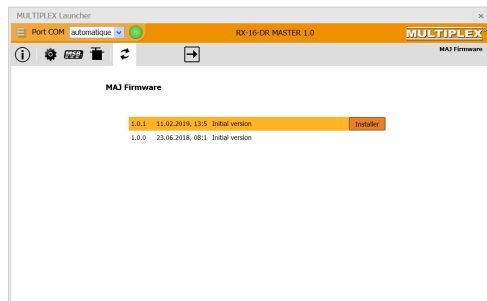 MULTIPLEX Launcher
Port COM automatique RX-16-DR MASTER 1.0 MULTIPLEX
MSB MAJ Firmware
MAJ Firmware
1.0.1 11.02.2019, 13:5 Initial version Installer
1.0.0 23.06.2018, 08:1 Initial version